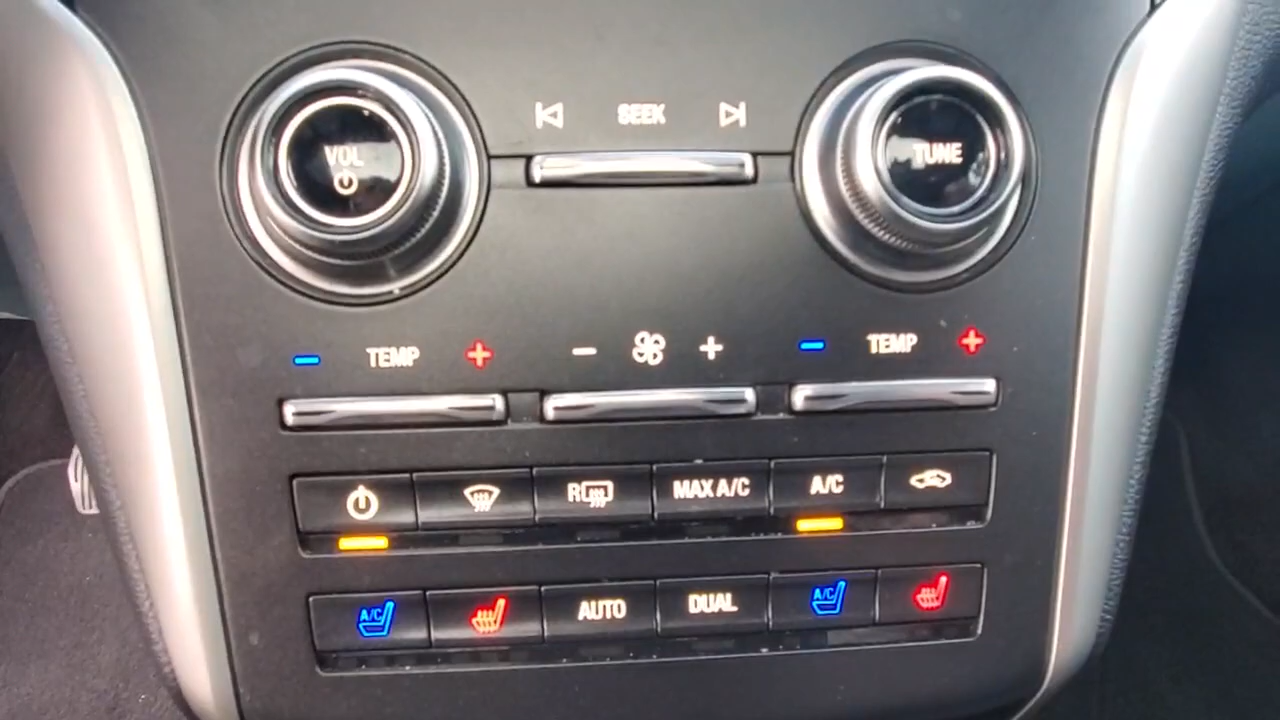 SEEK
VOL
TUNE
− TEMP + − + − TEMP +
R MAX A/C A/C
A/C AUTO DUAL A/C